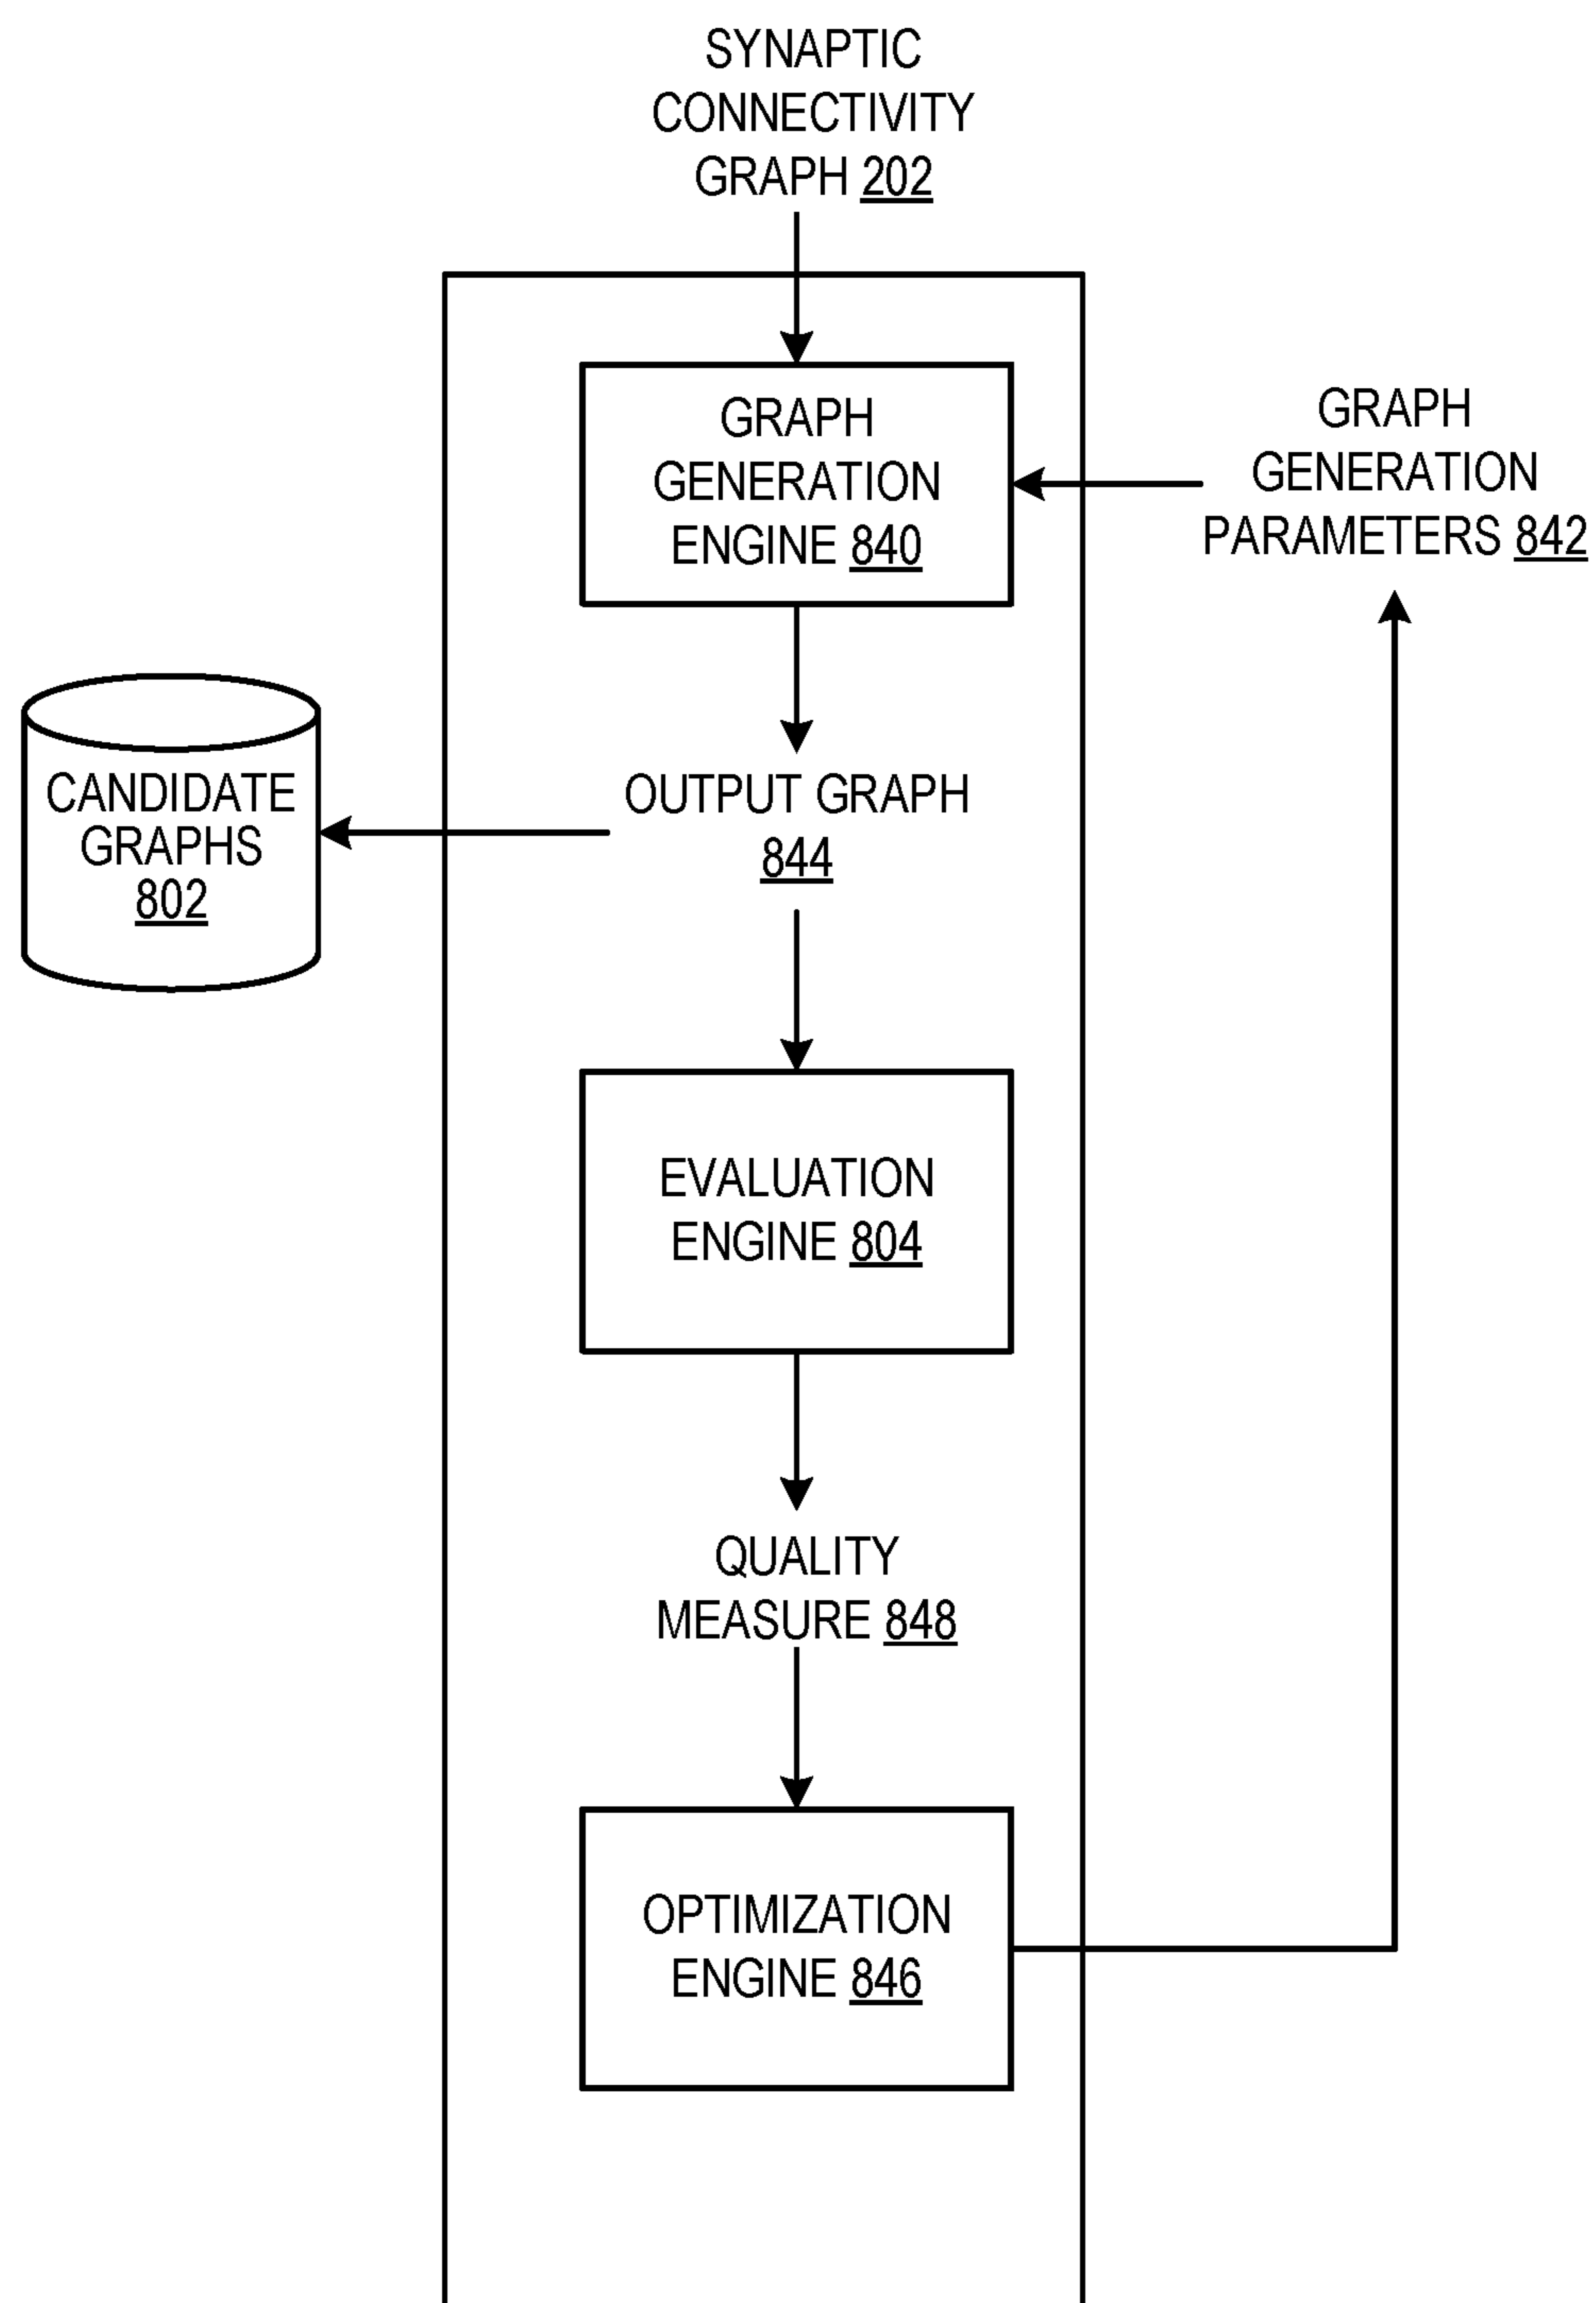 SYNAPTIC
CONNECTIVITY
GRAPH 202
GRAPH
GENERATION
ENGINE 840
GRAPH
GENERATION
PARAMETERS 842
CANDIDATE
GRAPHS
802
OUTPUT GRAPH
844
EVALUATION
ENGINE 804
QUALITY
MEASURE 848
OPTIMIZATION
ENGINE 846